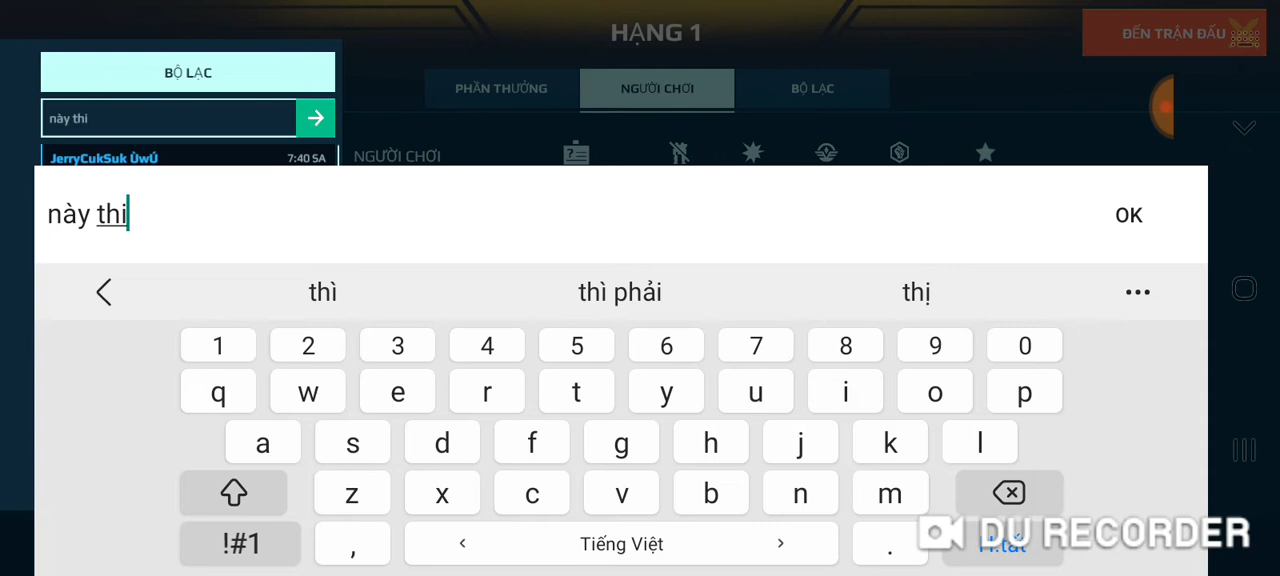 HẠNG 1
ĐẾN TRẬN ĐẤU
BỘ LẠC
PHẦN THƯỞNG
NGƯỜI CHƠI
BỘ LẠC
này thi
JerryCukSuk ÙwÚ
7:40 SA
NGƯỜI CHƠI
này thi
OK
thì
thì phải
thị
1 2 3 4 5 6 7 8 9 0
q w e r t y u i o p
a s d f g h j k l
z x c v b n m
!#1 , < Tiếng Việt > . H.tất
DU RECORDER